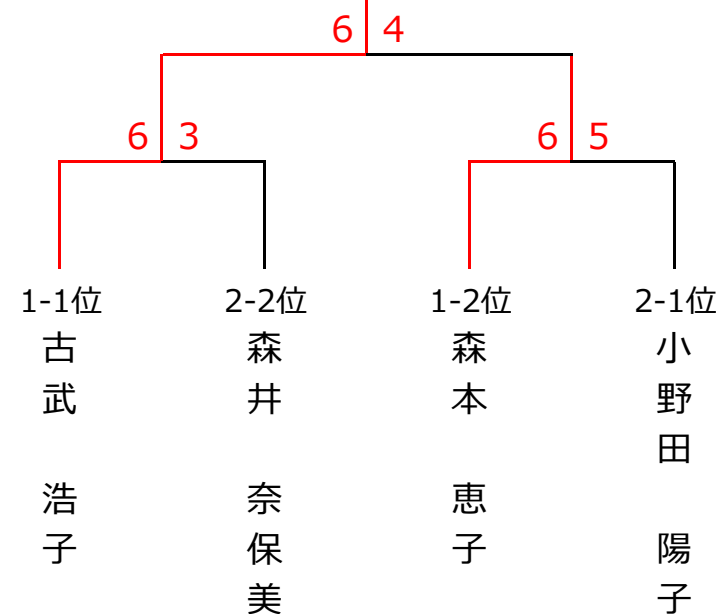 6 4
6 3
6 5
1-1位
2-2位
1-2位
2-1位
古武 浩子
森井 奈保美
森本 恵子
小野田 陽子